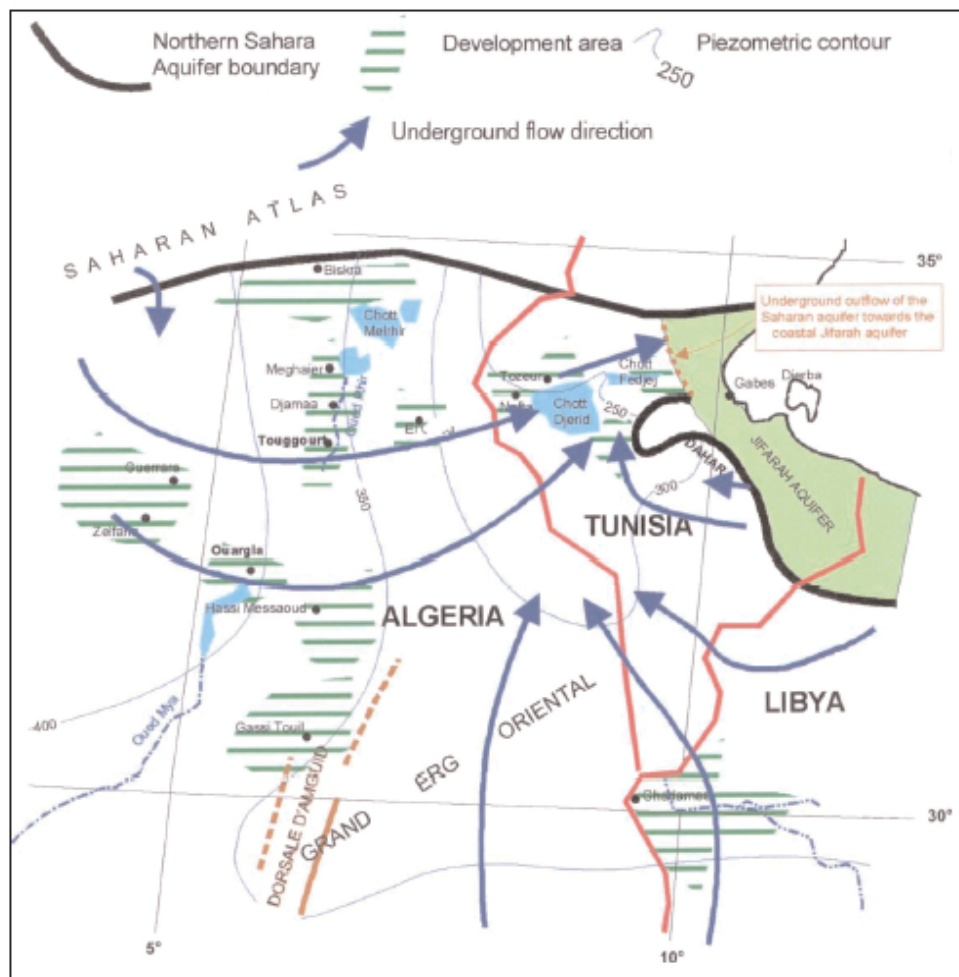 Northern Sahara
Aquifer boundary
Development area
250
Piezometric contour
Underground flow direction
SAHARAN ATLAS
35°
Biskra
Underground outflow of the
Saharan aquifer towards the
coastal Jifarah aquifer
Chott
Melrhir
Meghaier
Tozeur
Chott
Fedjej
Gabes
Djerba
Djamaa
Chott
Djerid
250
Touggourt
DAHAR
JIFARAH AQUIFER
Guerrara
350
300
Zelfana
TUNISIA
Ouargla
Hassi Messaoud
ALGERIA
400
Ouad Mya
LIBYA
Gassi Touil
GRAND ERG ORIENTAL
DORSALE D'AMGUID
Ghadames
30°
5°
10°